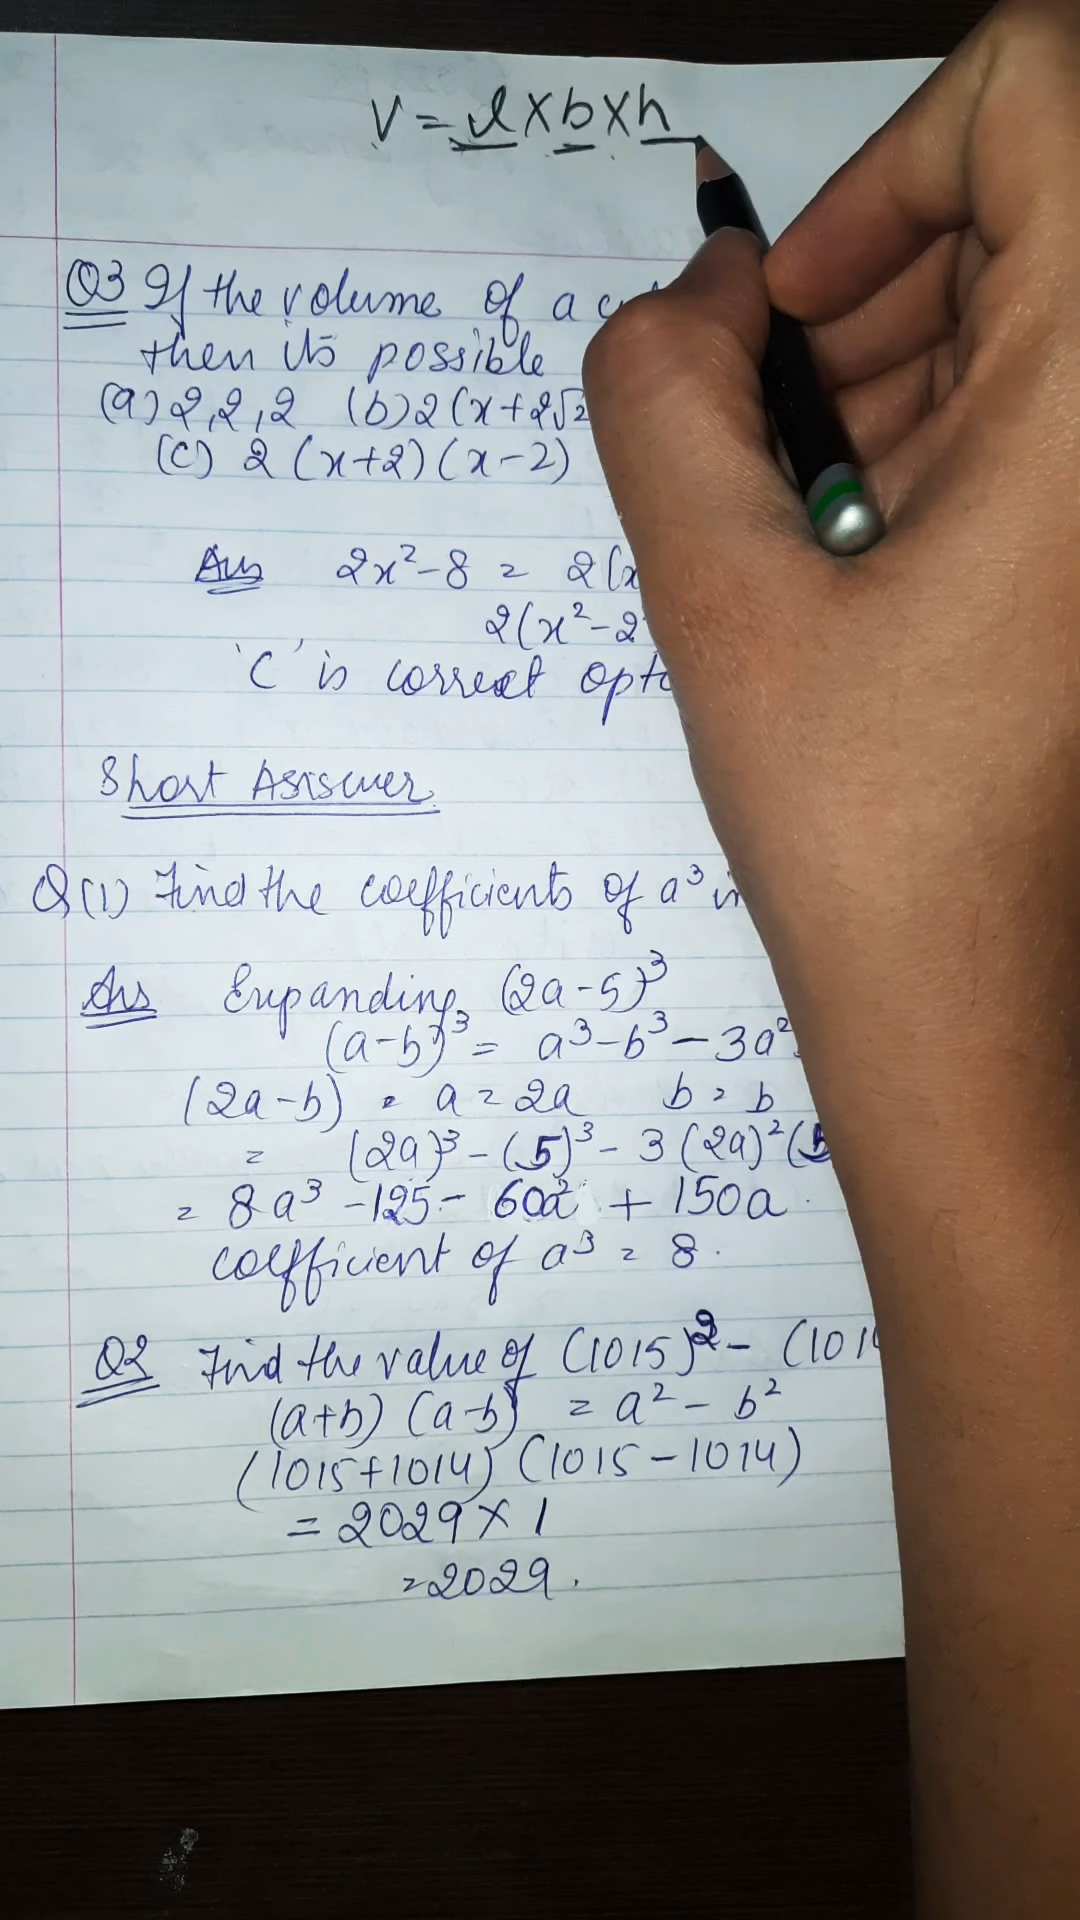 V = l × b × h
Q3 If the volume of a
then its possible
(a) 2, 2, 2 (b) 2(x+2√2
(c) 2 (x+2) (x-2)
Ans 2x² - 8 = 2(x
2(x² - 2
'C' is correct
Short Answer
Q(1) Find the coefficients of a³ in
Ans Expanding (2a-5)³
(a-b)³ = a³ - b³ - 3a²
(2a-b) = a = 2a b = b
= (2a)³ - (5)³ - 3(2a)²(5
= 8a³ - 125 - 60a² + 150a
coefficient of a³ = 8.
Q2 Find the value of (1015)² - (101
(a+b) (a-b) = a² - b²
(1015+1014) (1015-1014)
= 2029 × 1
= 2029.